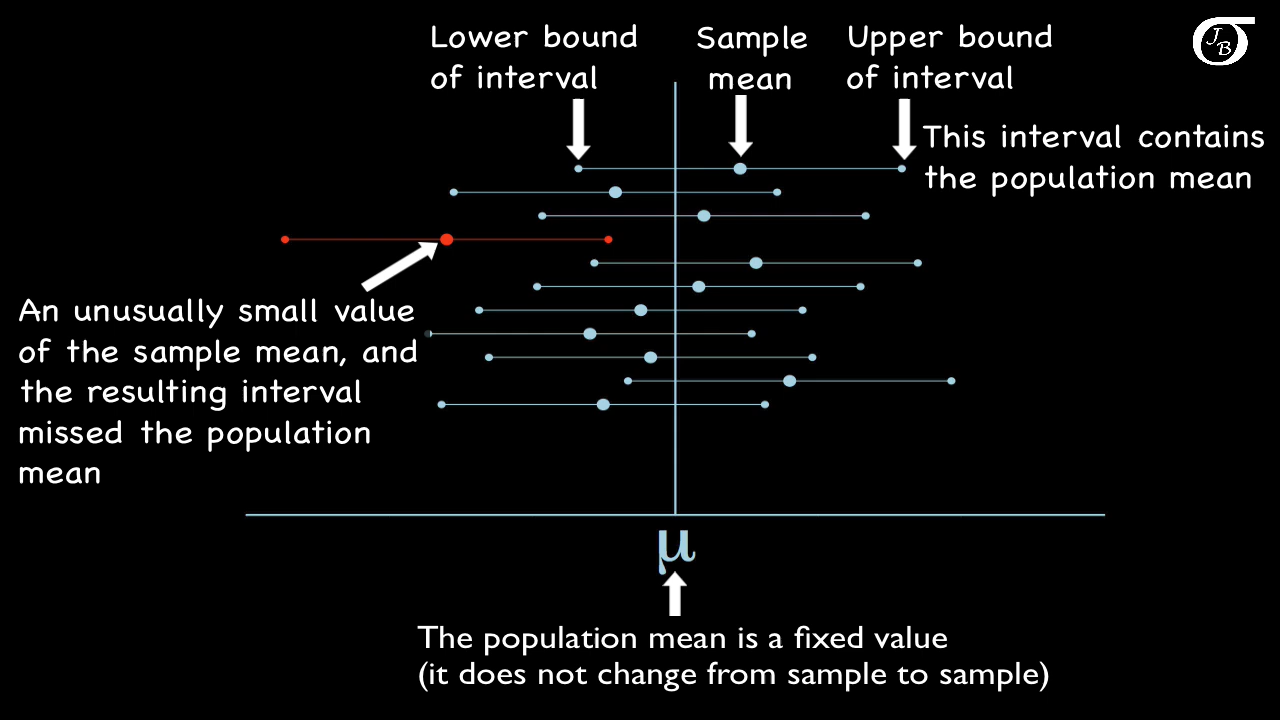 Lower bound
of interval
Sample
mean
Upper bound
of interval
JB
This interval contains
the population mean
An unusually small value
of the sample mean, and
the resulting interval
missed the population
mean
μ
The population mean is a fixed value
(it does not change from sample to sample)